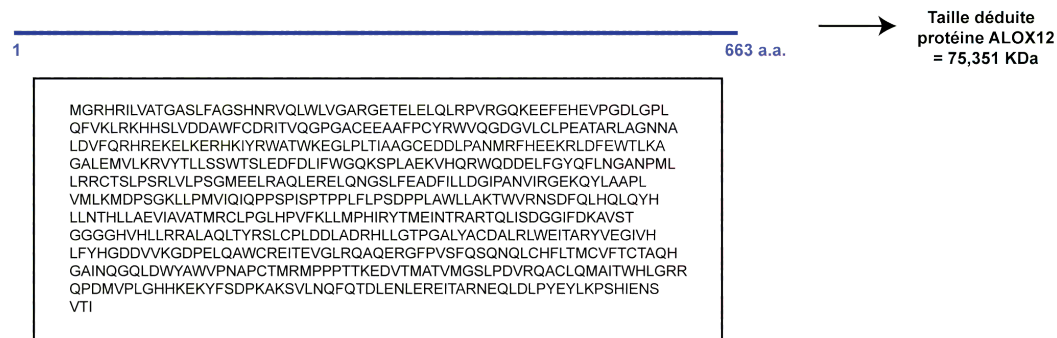 1
663 a.a.
Taille déduite
protéine ALOX12
= 75,351 KDa
MGRHRILVATGASLFAGSHNRVQLWLVGARGETELELQLRPVRGQKEEFEHEVPGDLGPL
QFVKLRKHHSLVDDAWFCDRITVQGPGACEEAAFPCYRWVQGDGVLCLPEATARLAGNNA
LDVFQRHREKELKERHKIYRWATWKEGLPLTIAAGCEDDLPANMRFHEEKRLDFEWTLKA
GALEMVLKRVYTLLSSWTSLEDFDLIFWGQKSPLAEKVHQRWQDDELFGYQFLNGANPML
LRRCTSLPSRLVLPSGMEELRAQLERELQNGSLFEADFILLDGIPANVIRGEKQYLAAPL
VMLKMDPSGKLLPMVIQIQPPSPISPTPPLFLPSDPPLAWLLAKTWVRNSDFQLHQLQYH
LLNTHLLAEVIAVATMRCLPGLHPVFKLLMPHIRYTMEINTRARTQLISDGGIFDKAVST
GGGGHVHLLRRALAQLTYRSLCPLDDLADRHLLGTPGALYACDALRLWEITARYVEGIVH
LFYHGDDVVKGDPELQAWCREITEVGLRQAQERGFPVSFQSQNQLCHFLTMCVFTCTAQH
GAINQGQLDWYAWVPNAPCTMRMPPPTTKEDVTMATVMGSLPDVRQACLQMAITWHLGRR
QPDMVPLGHHKEKYFSDPKAKSVLNQFQTDLENLEREITARNEQLDLPYEYLKPSHIENS
VTI